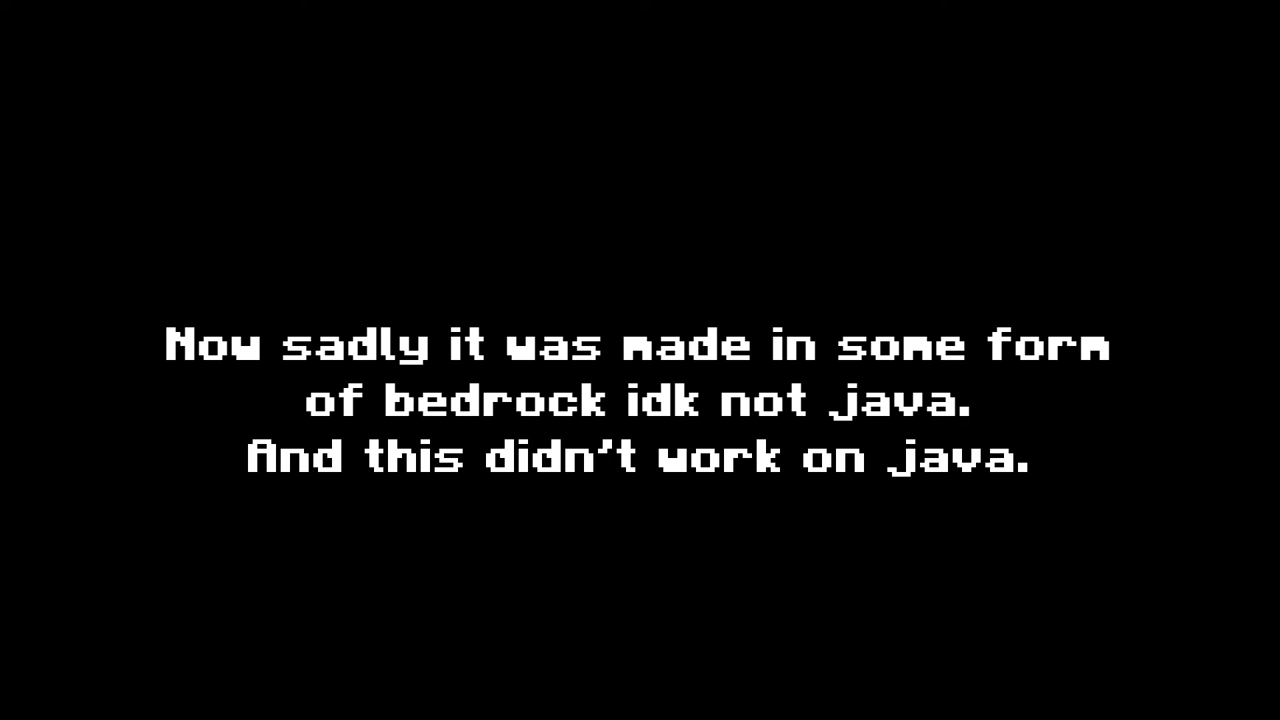 Now sadly it was made in some form
of bedrock idk not java.
And this didn't work on java.